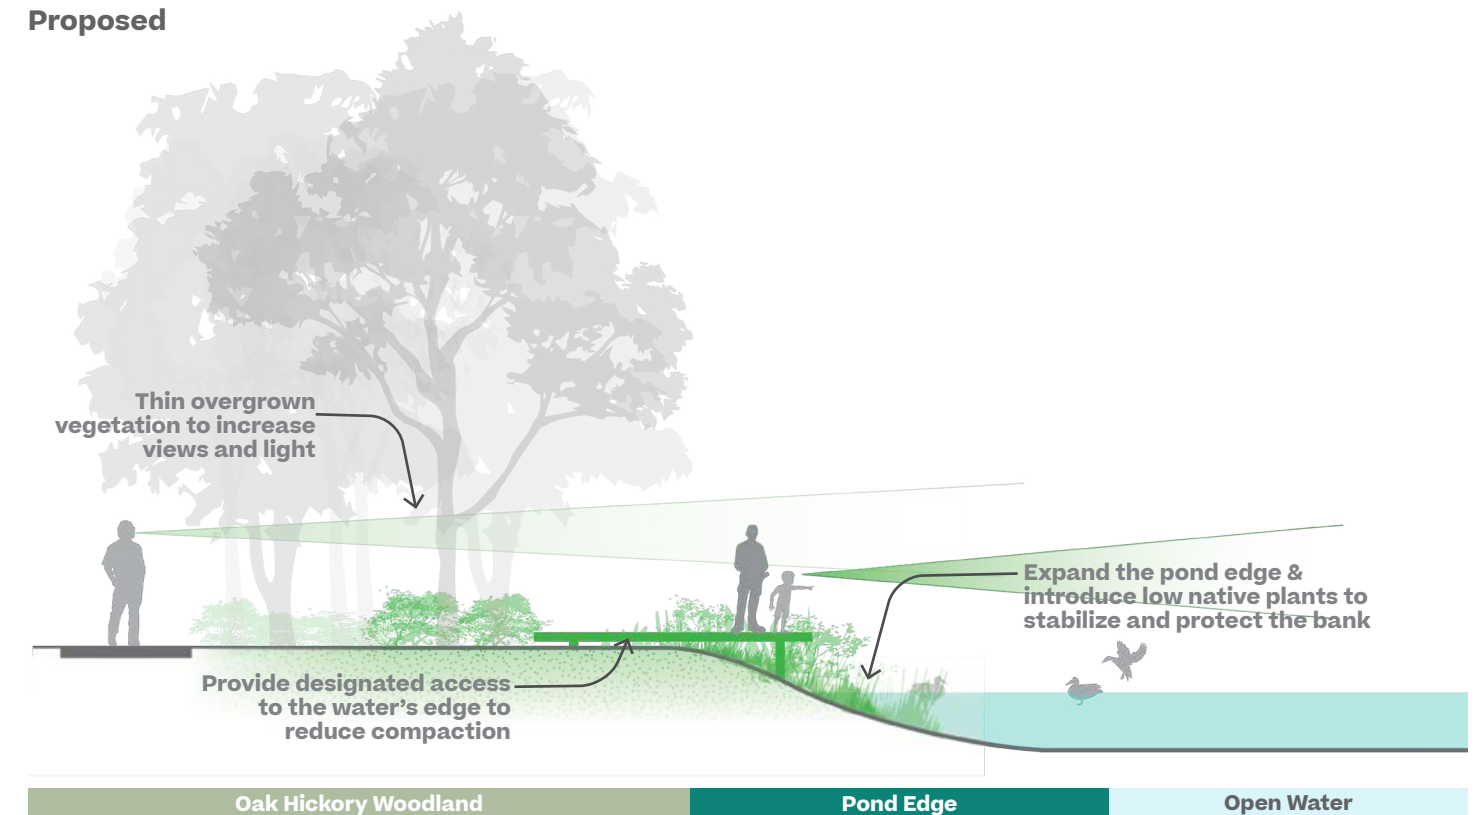 Proposed
Thin overgrown
vegetation to increase
views and light
Expand the pond edge &
introduce low native plants to
stabilize and protect the bank
Provide designated access
to the water’s edge to
reduce compaction
Oak Hickory Woodland
Pond Edge
Open Water